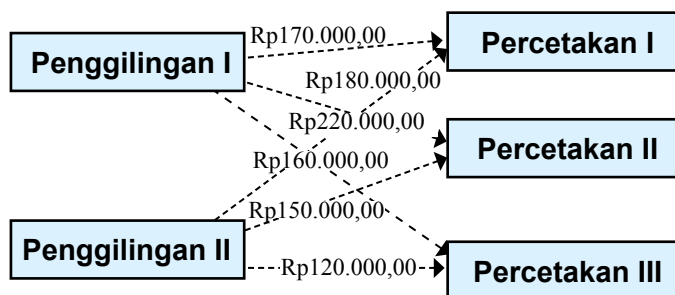 Rp170.000,00
Percetakan I
Penggilingan I
Rp180.000,00
Rp220.000,00
Percetakan II
Rp160.000,00
Rp150.000,00
Penggilingan II
Rp120.000,00
Percetakan III